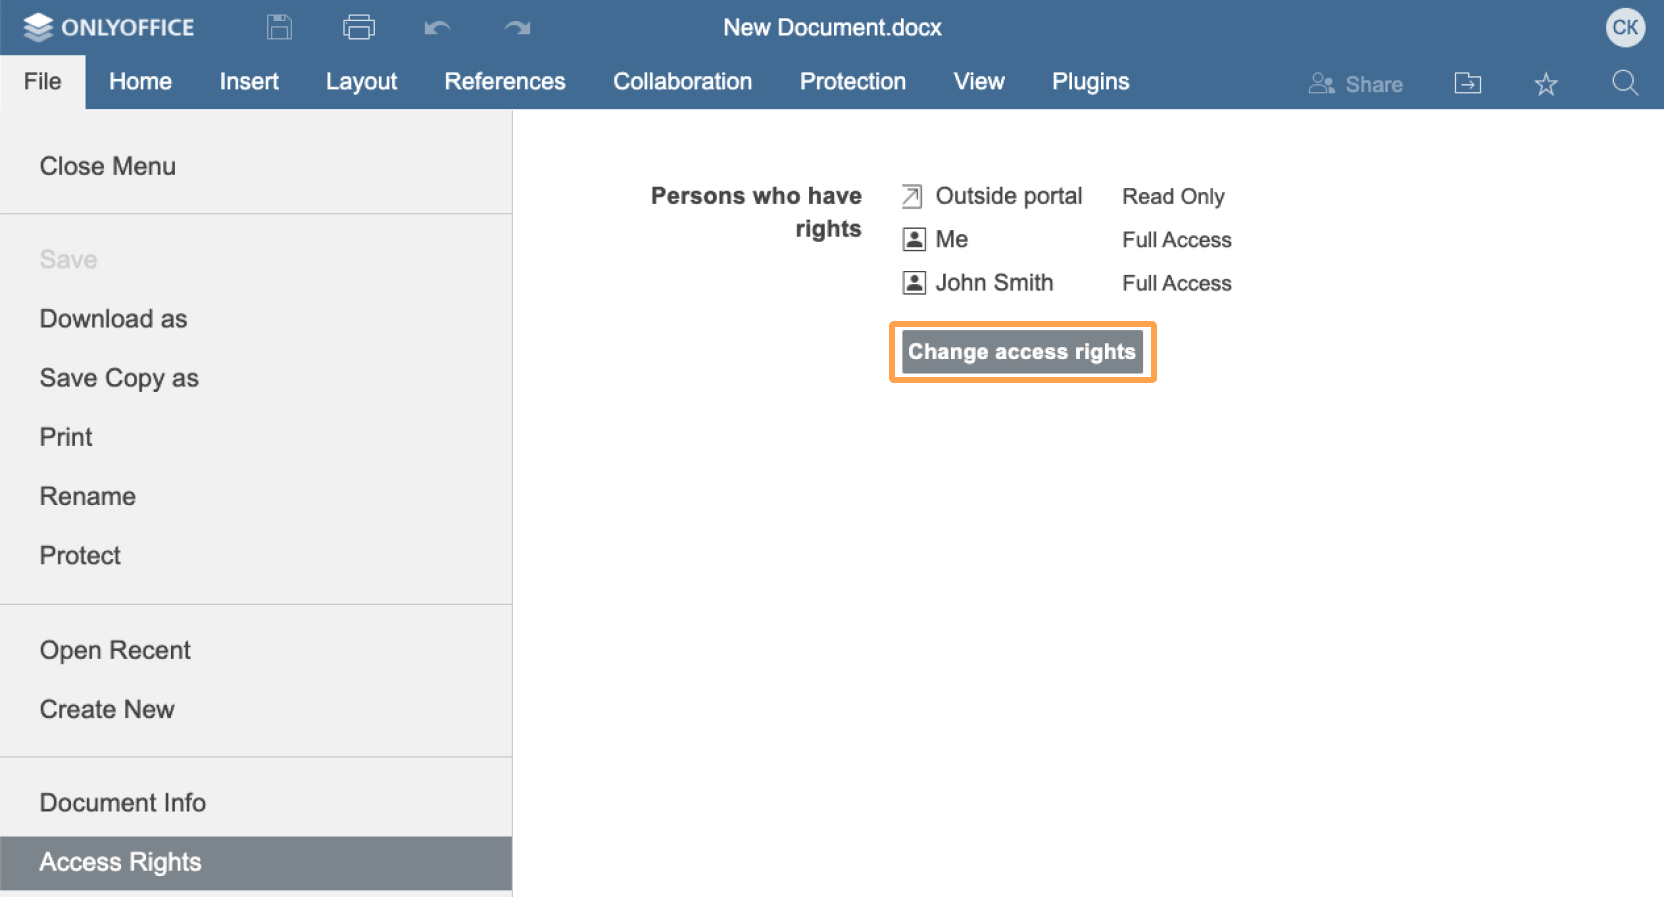 ONLYOFFICE
New Document.docx
CK
File Home Insert Layout References Collaboration Protection View Plugins Share
Close Menu
Save
Download as
Save Copy as
Print
Rename
Protect
Open Recent
Create New
Document Info
Access Rights
Persons who have
rights
Outside portal Read Only
Me Full Access
John Smith Full Access
Change access rights